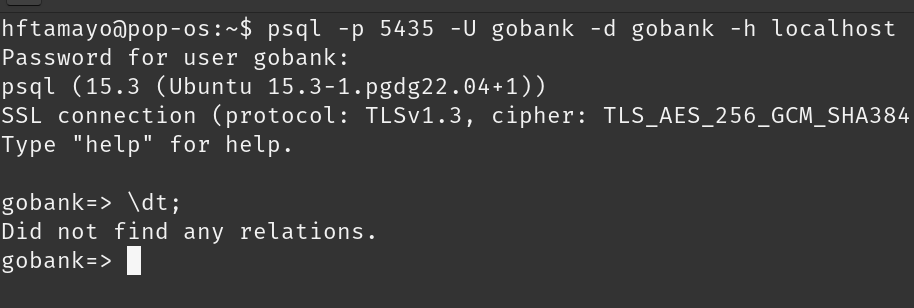 hftamayo@pop-os:~$ psql -p 5435 -U gobank -d gobank -h localhost
Password for user gobank:
psql (15.3 (Ubuntu 15.3-1.pgdg22.04+1))
SSL connection (protocol: TLSv1.3, cipher: TLS_AES_256_GCM_SHA384
Type "help" for help.
gobank=> \dt;
Did not find any relations.
gobank=>